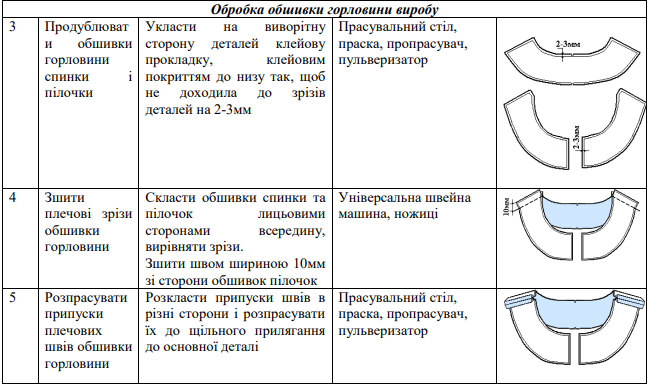 Обробка обшивки горловини виробу
3
Продублюват
и обшивки
горловини
спинки і
пілочки
Укласти на виворітну
сторону деталей клейову
прокладку, клейовим
покриттям до низу так, щоб
не доходила до зрізів
деталей на 2-3мм
Прасувальний стіл,
праска, пропрасувач,
пульверизатор
2-3мм
2-3мм
4
Зшити
плечові зрізи
обшивки
горловини
Скласти обшивки спинки та
пілочок лицьовими
сторонами всередину,
вирівняти зрізи.
Зшити швом шириною 10мм
зі сторони обшивок пілочок
Універсальна швейна
машина, ножиці
10мм
5
Розпрасувати
припуски
плечових
швів обшивки
горловини
Розкласти припуски швів в
різні сторони і розпрасувати
їх до щільного прилягання
до основної деталі
Прасувальний стіл,
праска, пропрасувач,
пульверизатор